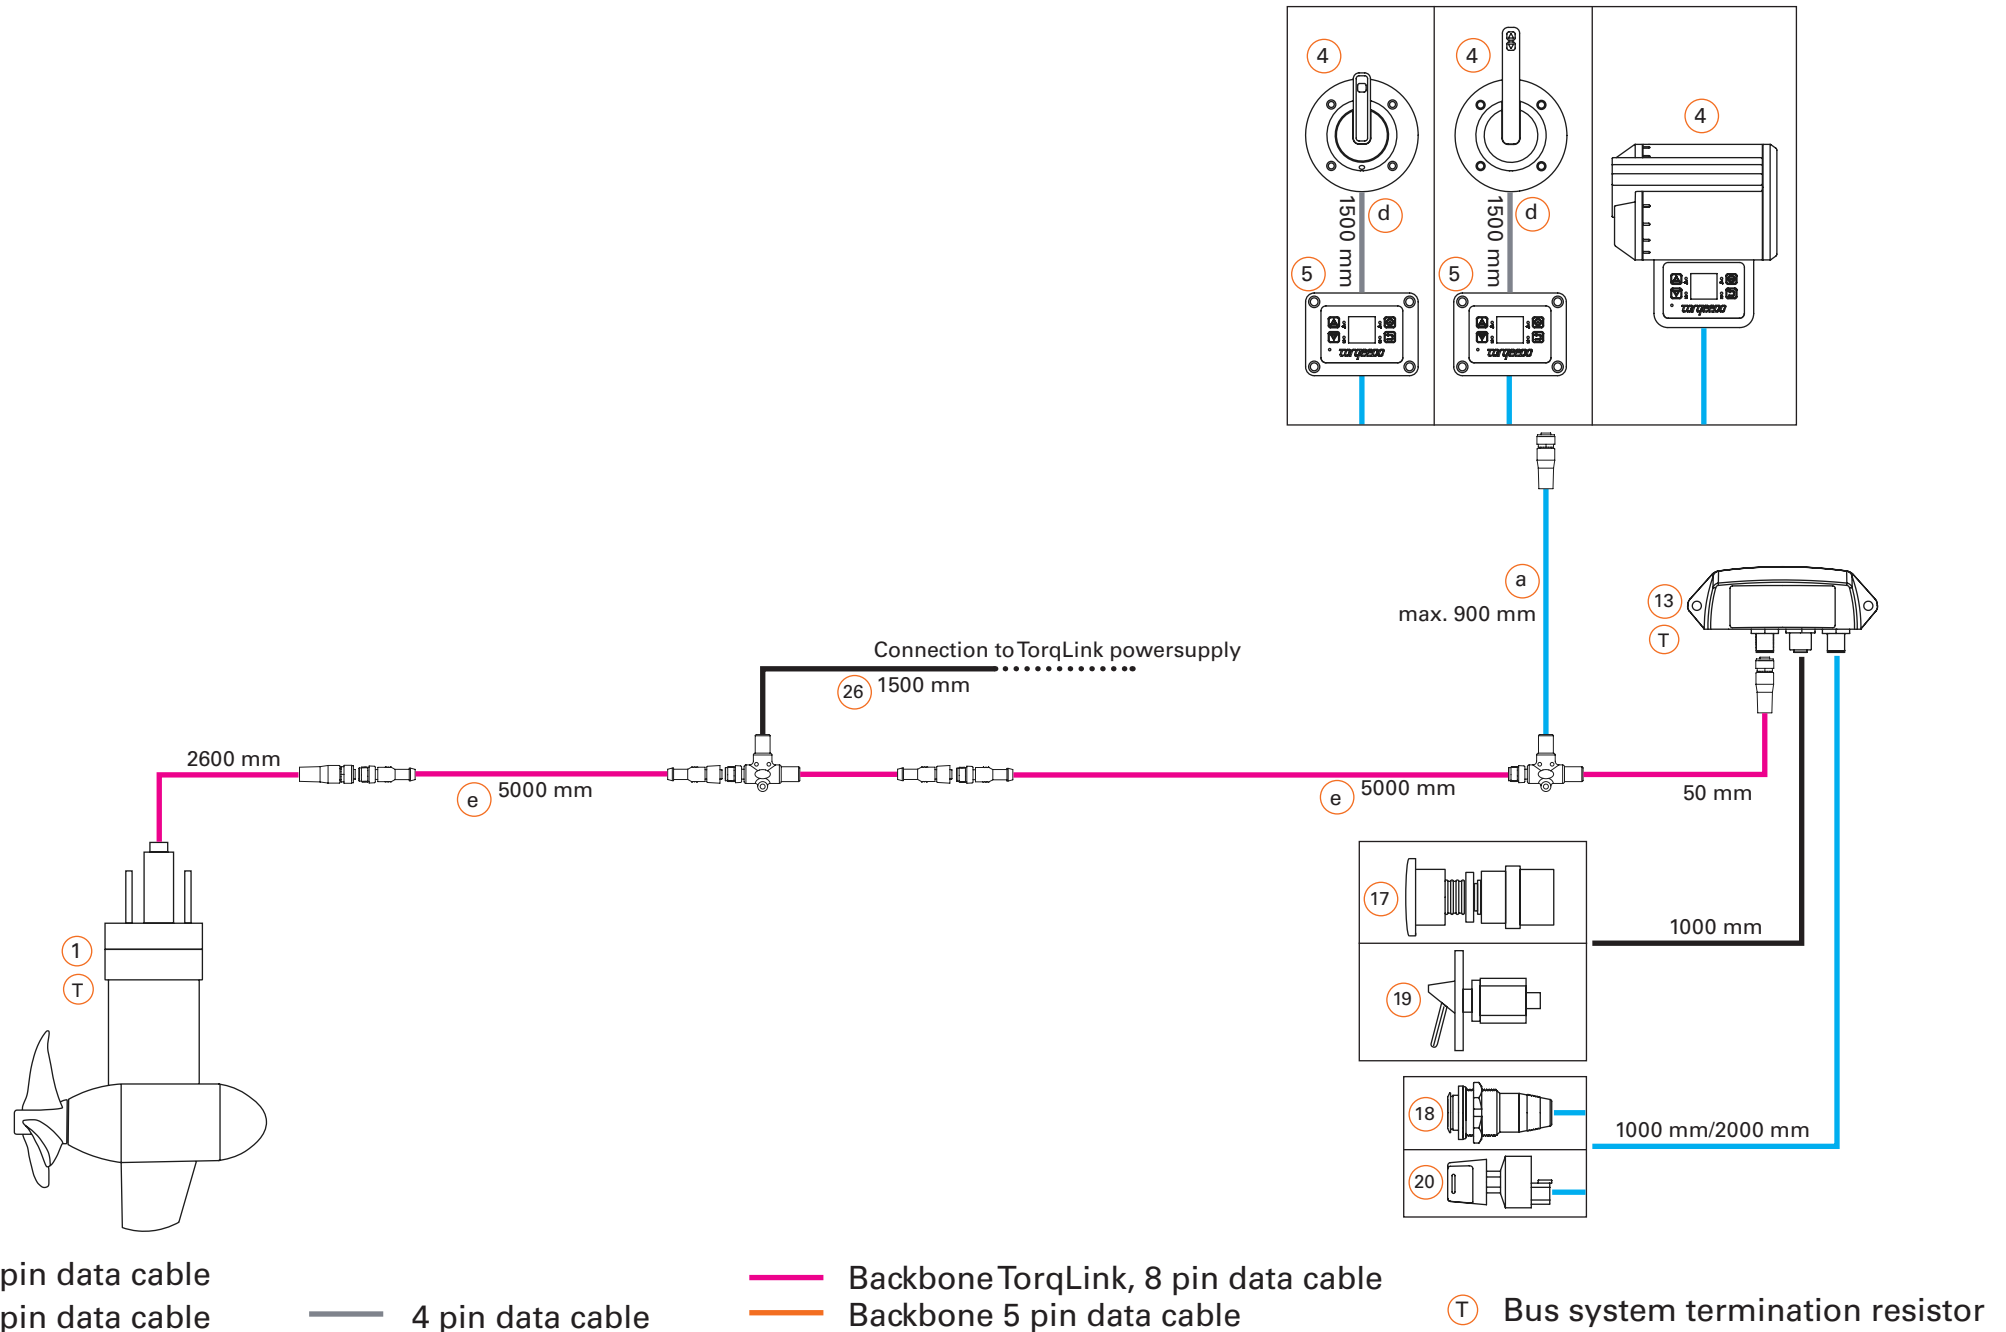 4
4
4
1500 mm
d
1500 mm
d
5
5
torqeedo
torqeedo
torqeedo
a
max. 900 mm
13
T
Connection to TorqLink powersupply
26
1500 mm
2600 mm
e
5000 mm
e
5000 mm
50 mm
17
1000 mm
1
T
19
18
1000 mm/2000 mm
20
pin data cable
Backbone TorqLink, 8 pin data cable
pin data cable
4 pin data cable
Backbone 5 pin data cable
T
Bus system termination resistor